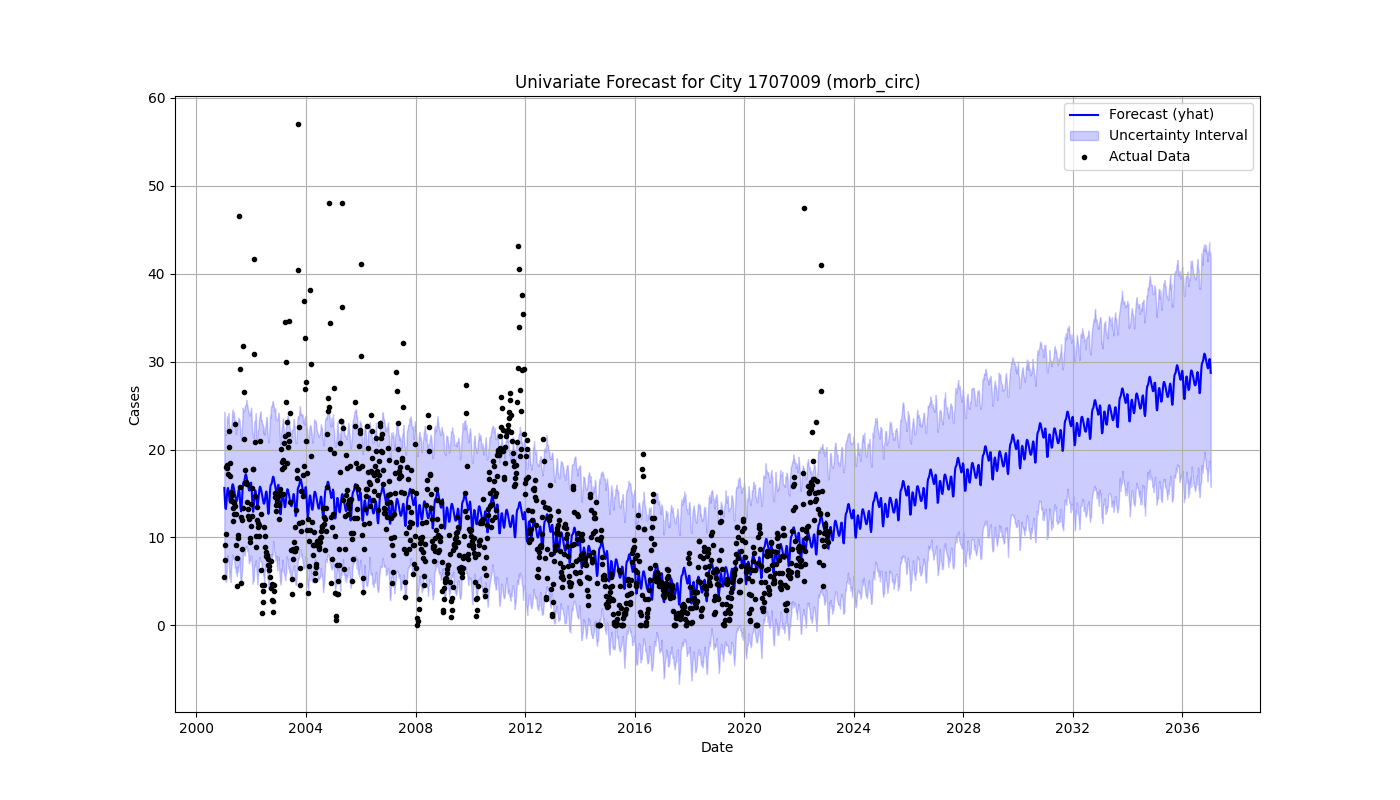 Univariate Forecast for City 1707009 (morb_circ)
Forecast (yhat)
Uncertainty Interval
Actual Data
Cases
60
50
40
30
20
10
0
2000 2004 2008 2012 2016 2020 2024 2028 2032 2036
Date